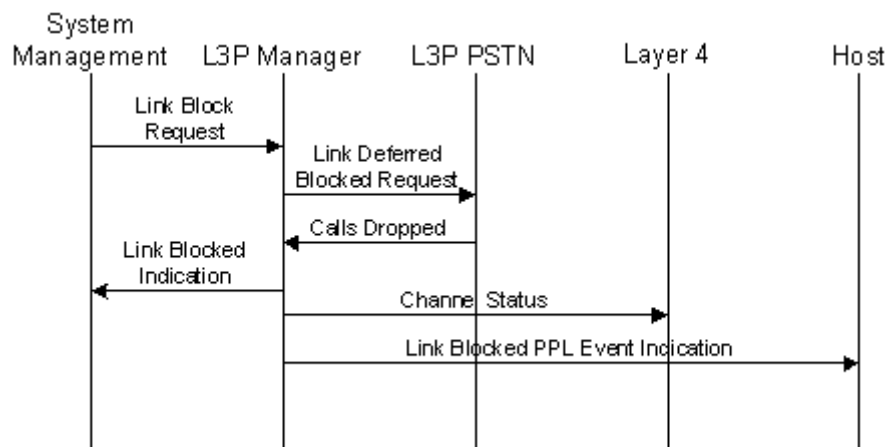 System
Management L3P Manager L3P PSTN Layer 4 Host
Link Block
Request
Link Deferred
Blocked Request
Calls Dropped
Link Blocked
Indication
Channel Status
Link Blocked PPL Event Indication